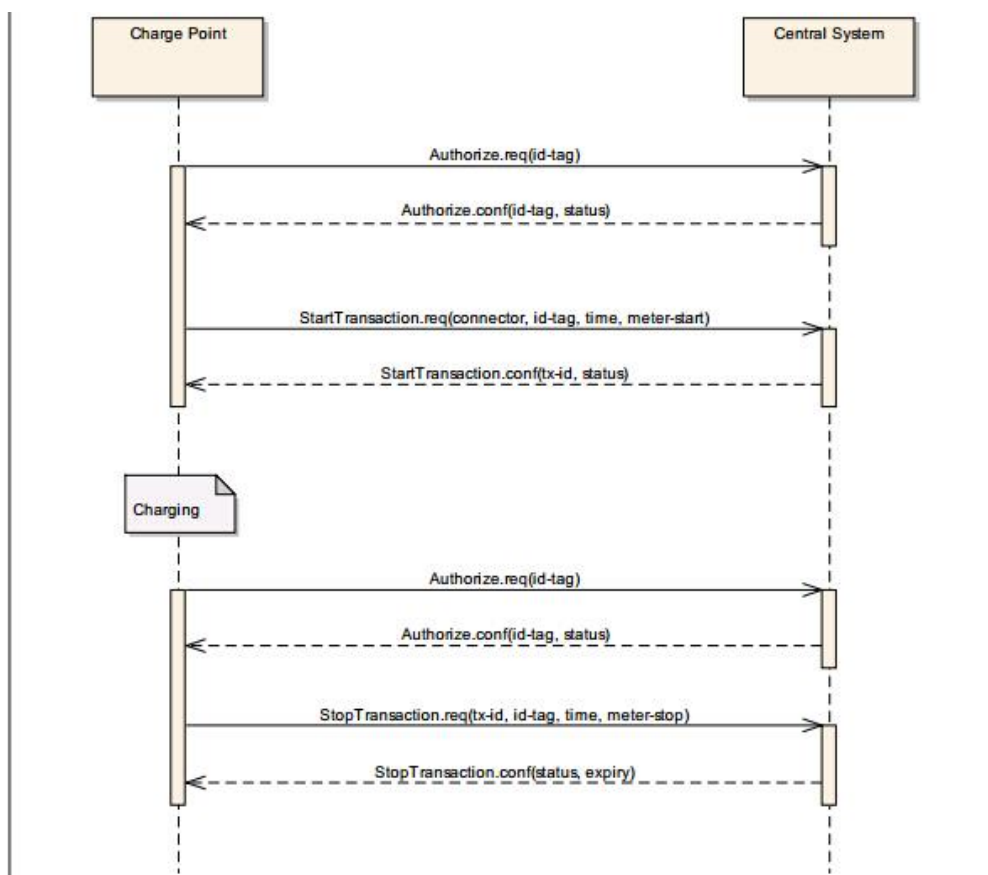 Charge Point
Central System
Authorize.req(id-tag)
Authorize.conf(id-tag, status)
StartTransaction.req(connector, id-tag, time, meter-start)
StartTransaction.conf(tx-id, status)
Charging
Authorize.req(id-tag)
Authorize.conf(id-tag, status)
StopTransaction.req(tx-id, id-tag, time, meter-stop)
StopTransaction.conf(status, expiry)